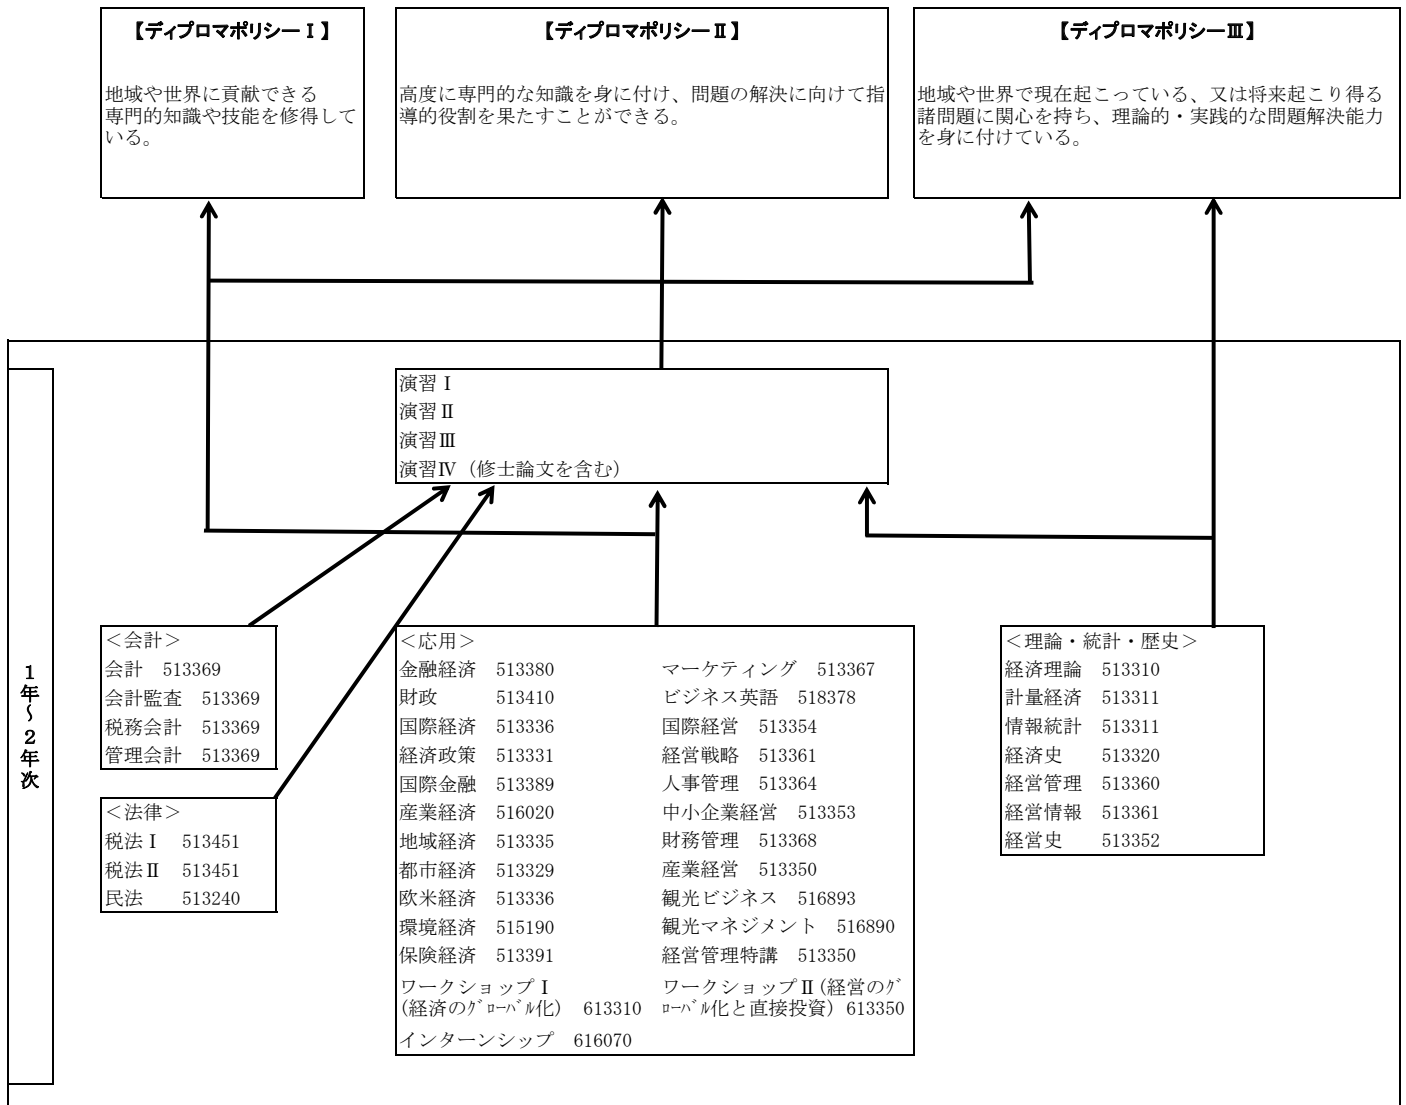 【ディプロマポリシーⅠ】
地域や世界に貢献できる
専門的知識や技能を修得して
いる。
【ディプロマポリシーⅡ】
高度に専門的な知識を身に付け、問題の解決に向けて指
導的役割を果たすことができる。
【ディプロマポリシーⅢ】
地域や世界で現在起こっている、又は将来起こり得る
諸問題に関心を持ち、理論的・実践的な問題解決能力
を身に付けている。
1年~2年次
演習Ⅰ
演習Ⅱ
演習Ⅲ
演習Ⅳ（修士論文を含む）
＜会計＞
会計　513369
会計監査　513369
税務会計　513369
管理会計　513369
＜法律＞
税法Ⅰ　513451
税法Ⅱ　513451
民法　　513240
＜応用＞
金融経済　513380
財政　　　513410
国際経済　513336
経済政策　513331
国際金融　513389
産業経済　516020
地域経済　513335
都市経済　513329
欧米経済　513336
環境経済　515190
保険経済　513391
ワークショップⅠ
(経済のｸﾞﾛｰﾊﾞﾙ化)　613310
インターンシップ　616070
マーケティング　513367
ビジネス英語　518378
国際経営　513354
経営戦略　513361
人事管理　513364
中小企業経営　513353
財務管理　513368
産業経営　513350
観光ビジネス　516893
観光マネジメント　516890
経営管理特講　513350
ワークショップⅡ(経営のｸﾞ
ﾛｰﾊﾞﾙ化と直接投資) 613350
＜理論・統計・歴史＞
経済理論　513310
計量経済　513311
情報統計　513311
経済史　　513320
経営管理　513360
経営情報　513361
経営史　　513352